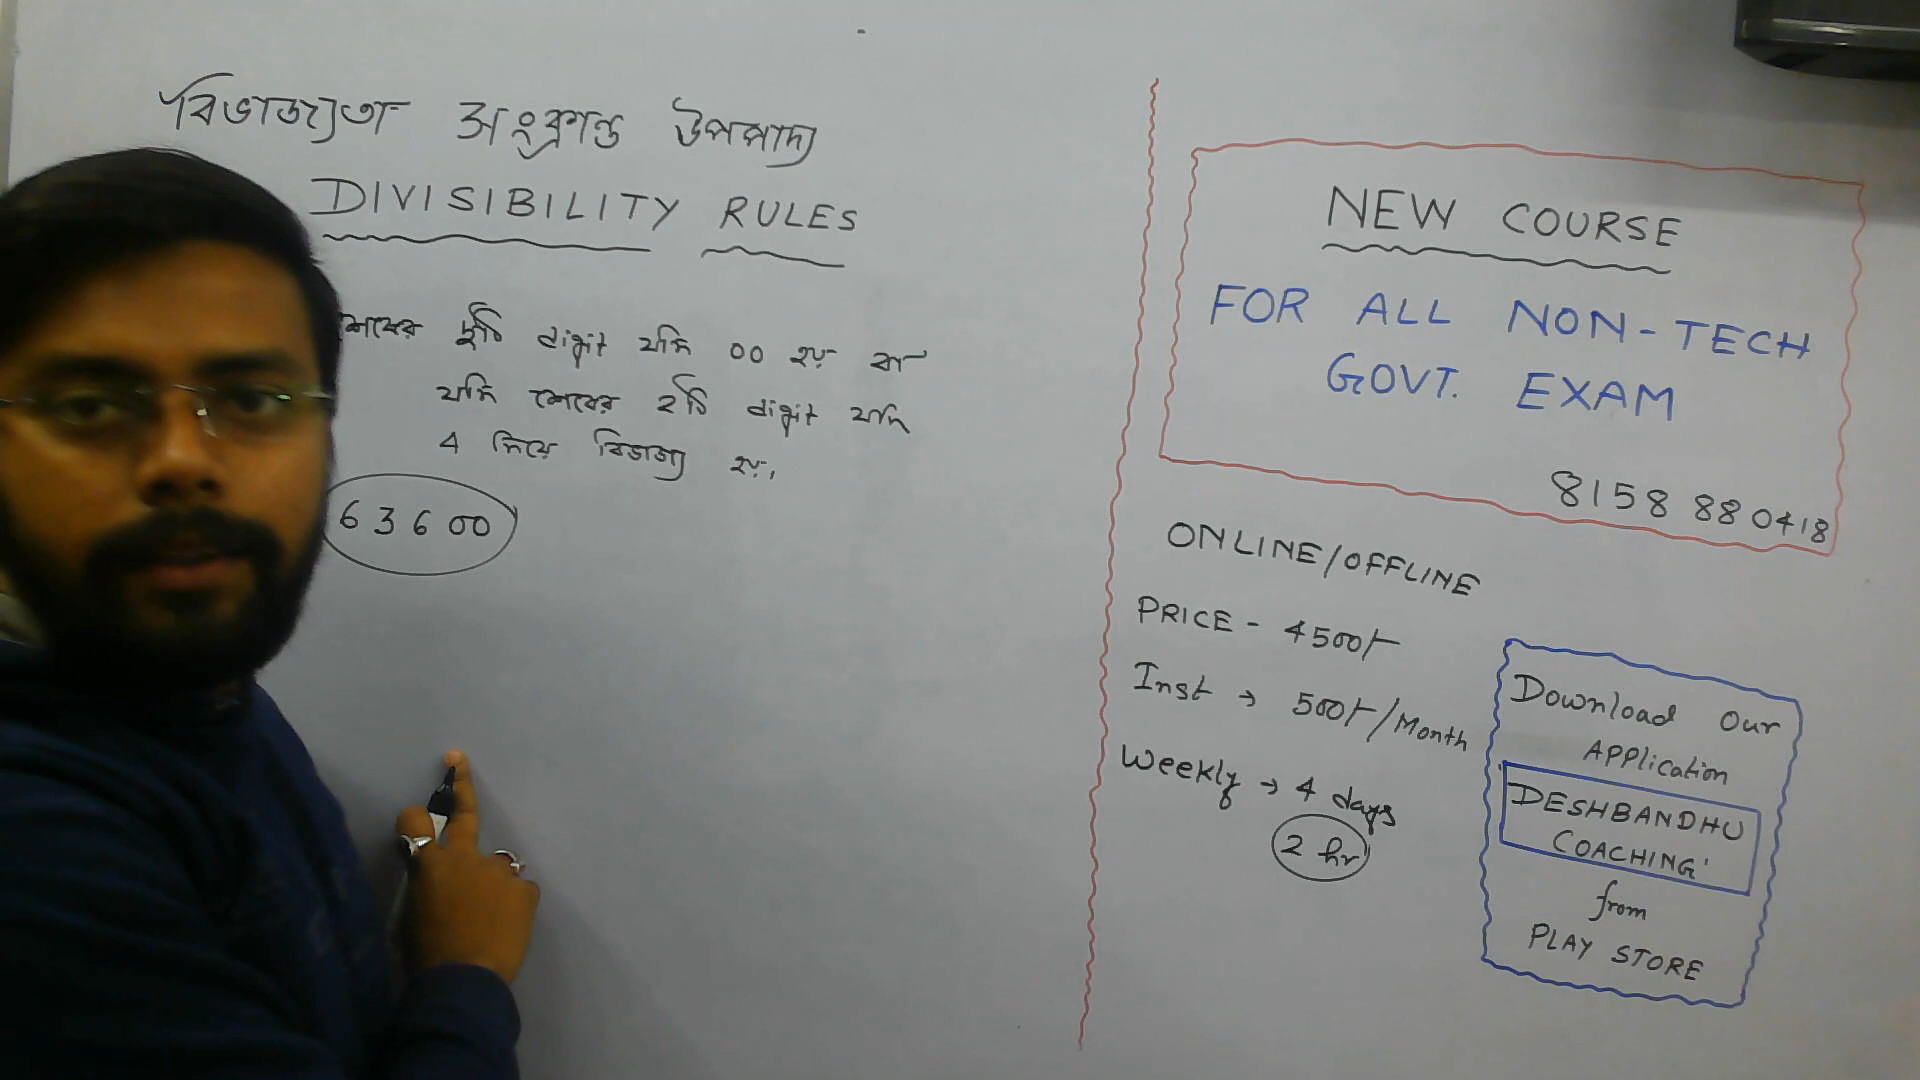 বিভাজ্যতা সংক্রান্ত উপপাদ্য
DIVISIBILITY RULES
শেষের দুটি digit যদি 00 হয় বা
যদি শেষের 2টি digit যদি
4 দিয়ে বিভাজ্য হয়।
63600
NEW COURSE
FOR ALL NON-TECH
GOVT. EXAM
8158 880418
ONLINE/OFFLINE
PRICE - 4500/-
Inst → 500/-/Month
Weekly → 4 days
2 hr
Download Our
Application
DESHBANDHU
COACHING'
from
PLAY STORE